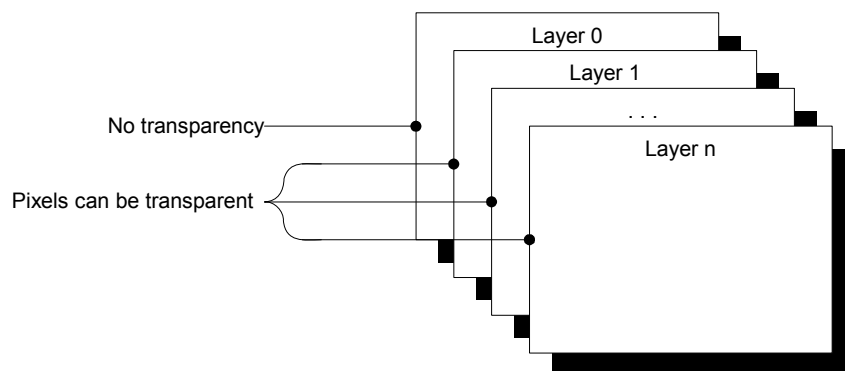 Layer 0
Layer 1
. . .
No transparency
Layer n
Pixels can be transparent